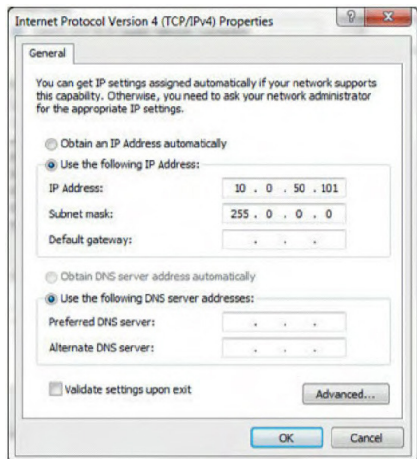 Internet Protocol Version 4 (TCP/IPv4) Properties
General
You can get IP settings assigned automatically if your network supports
this capability. Otherwise, you need to ask your network administrator
for the appropriate IP settings.
Obtain an IP Address automatically
Use the following IP Address:
IP Address: 10 . 0 . 50 . 101
Subnet mask: 255 . 0 . 0 . 0
Default gateway: . . .
Obtain DNS server address automatically
Use the following DNS server addresses:
Preferred DNS server: . . .
Alternate DNS server: . . .
Validate settings upon exit
Advanced...
OK Cancel